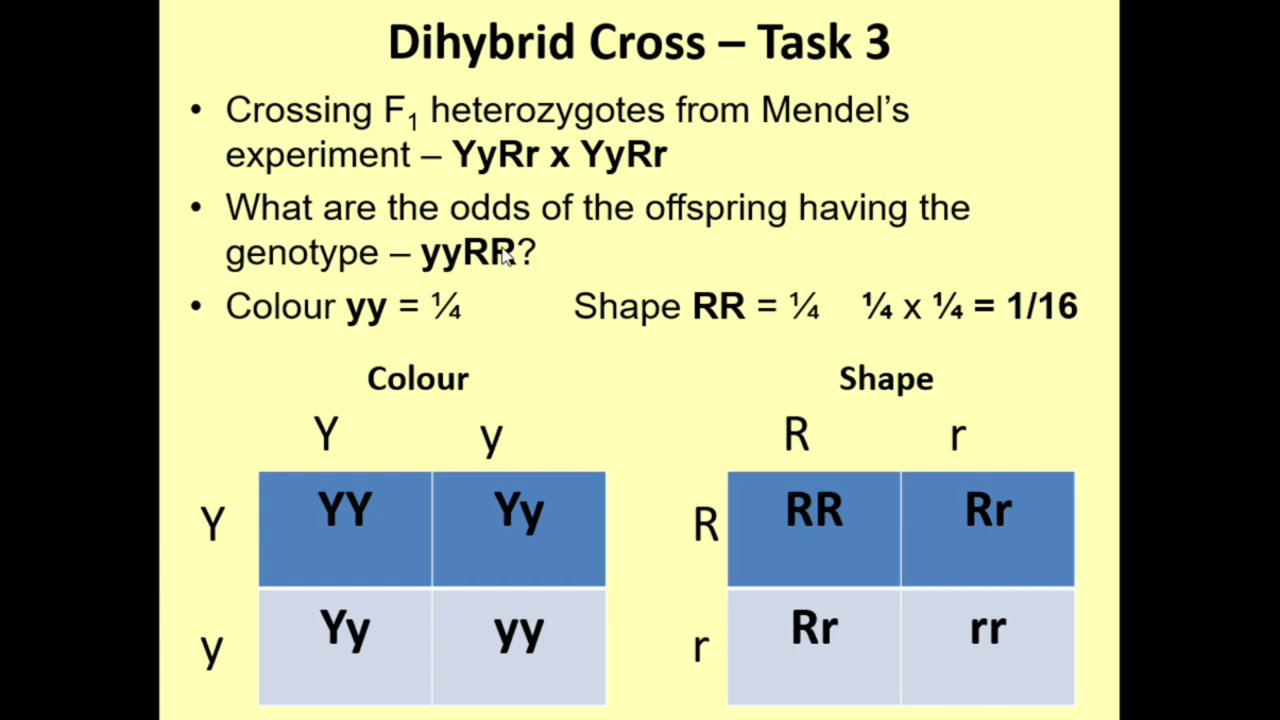 Dihybrid Cross – Task 3
• Crossing F₁ heterozygotes from Mendel’s
experiment – YyRr x YyRr
• What are the odds of the offspring having the
genotype – yyRR?
• Colour yy = ¼ Shape RR = ¼ ¼ x ¼ = 1/16
Colour Shape
Y y R r
Y YY Yy R RR Rr
y Yy yy r Rr rr